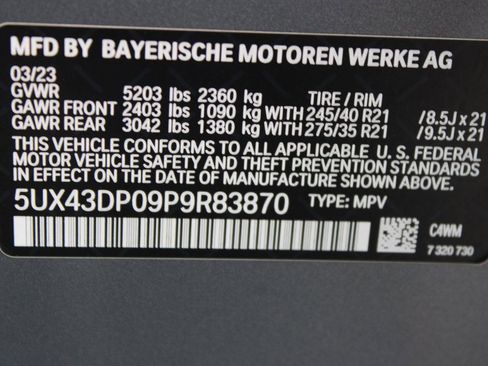 MFD BY BAYERISCHE MOTOREN WERKE AG
03/23
GVWR 5203 lbs 2360 kg TIRE / RIM
GAWR FRONT 2403 lbs 1090 kg WITH 245/40 R21 /8.5J x 21
GAWR REAR 3042 lbs 1380 kg WITH 275/35 R21 /9.5J x 21
THIS VEHICLE CONFORMS TO ALL APPLICABLE U.S. FEDERAL
MOTOR VEHICLE SAFETY AND THEFT PREVENTION STANDARDS
IN EFFECT ON THE DATE OF MANUFACTURE SHOWN ABOVE.
5UX43DP09P9R83870 TYPE: MPV
C4WM
7 320 730